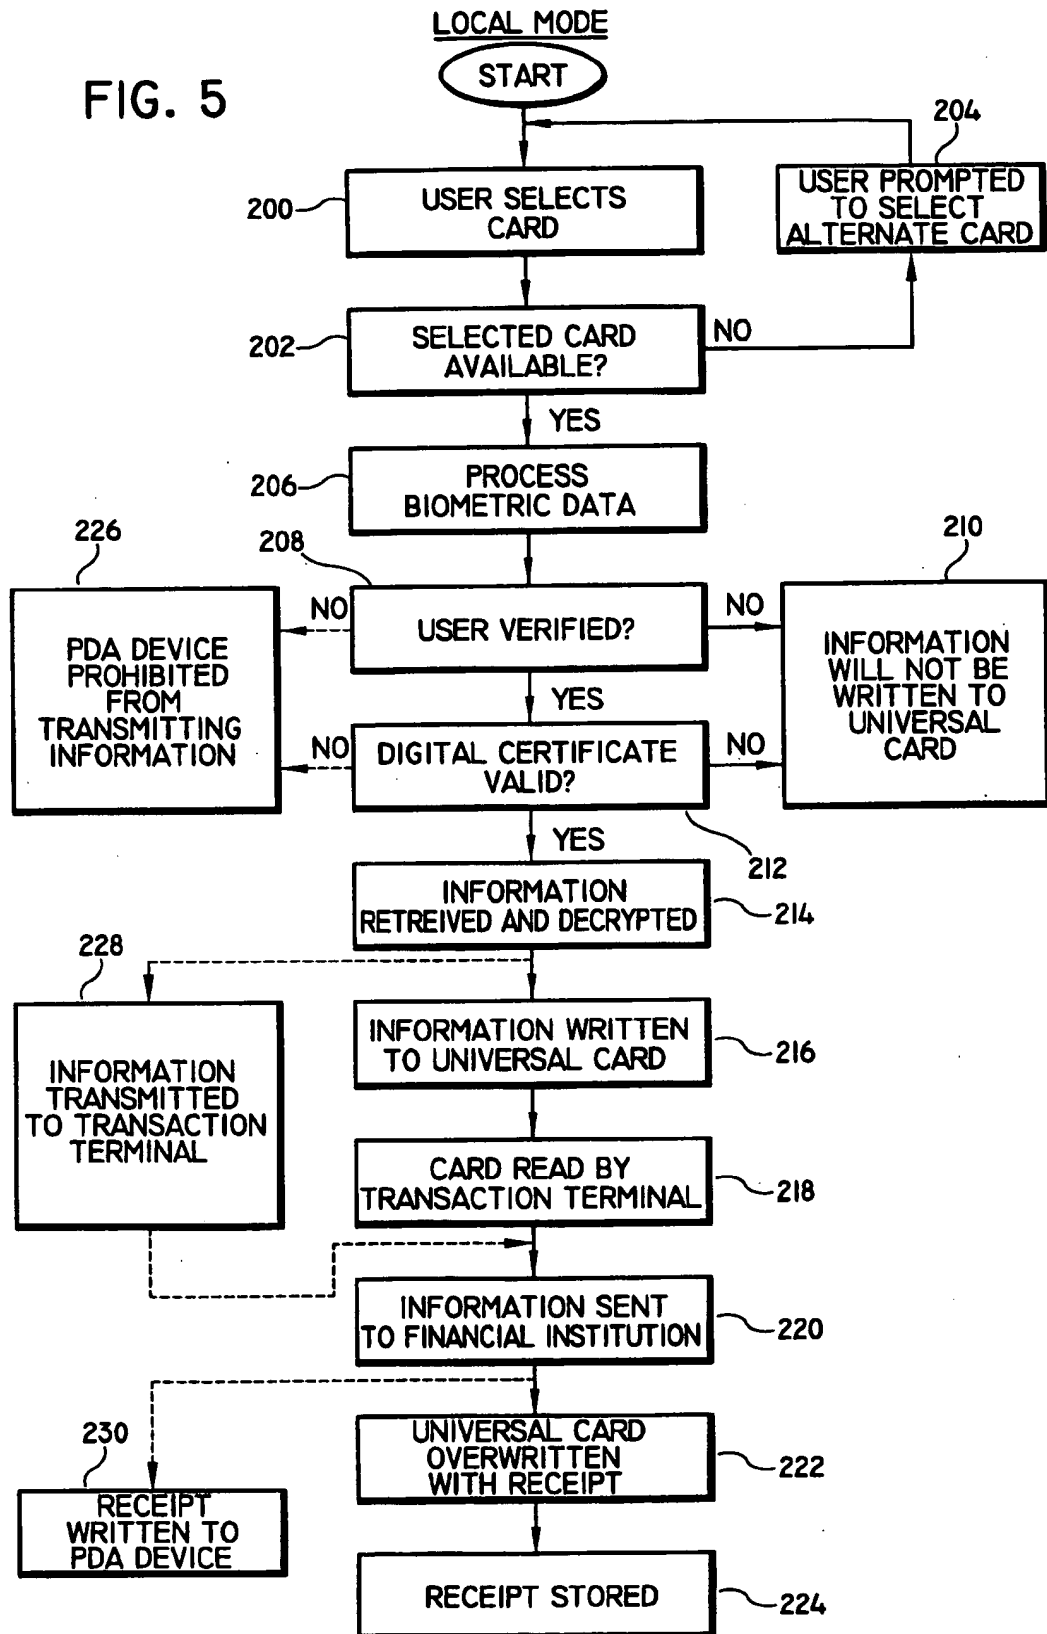 LOCAL MODE
START
FIG. 5
204
USER PROMPTED
TO SELECT
ALTERNATE CARD
200
USER SELECTS
CARD
202
SELECTED CARD
AVAILABLE?
NO
YES
206
PROCESS
BIOMETRIC DATA
226
208
210
PDA DEVICE
PROHIBITED
FROM
TRANSMITTING
INFORMATION
NO
USER VERIFIED?
NO
INFORMATION
WILL NOT BE
WRITTEN TO
UNIVERSAL
CARD
YES
NO
DIGITAL CERTIFICATE
VALID?
NO
YES
212
INFORMATION
RETREIVED AND DECRYPTED
214
228
INFORMATION
TRANSMITTED
TO TRANSACTION
TERMINAL
INFORMATION WRITTEN
TO UNIVERSAL CARD
216
CARD READ BY
TRANSACTION TERMINAL
218
INFORMATION SENT
TO FINANCIAL INSTITUTION
220
230
RECEIPT
WRITTEN TO
PDA DEVICE
UNIVERSAL CARD
OVERWRITTEN
WITH RECEIPT
222
RECEIPT STORED
224